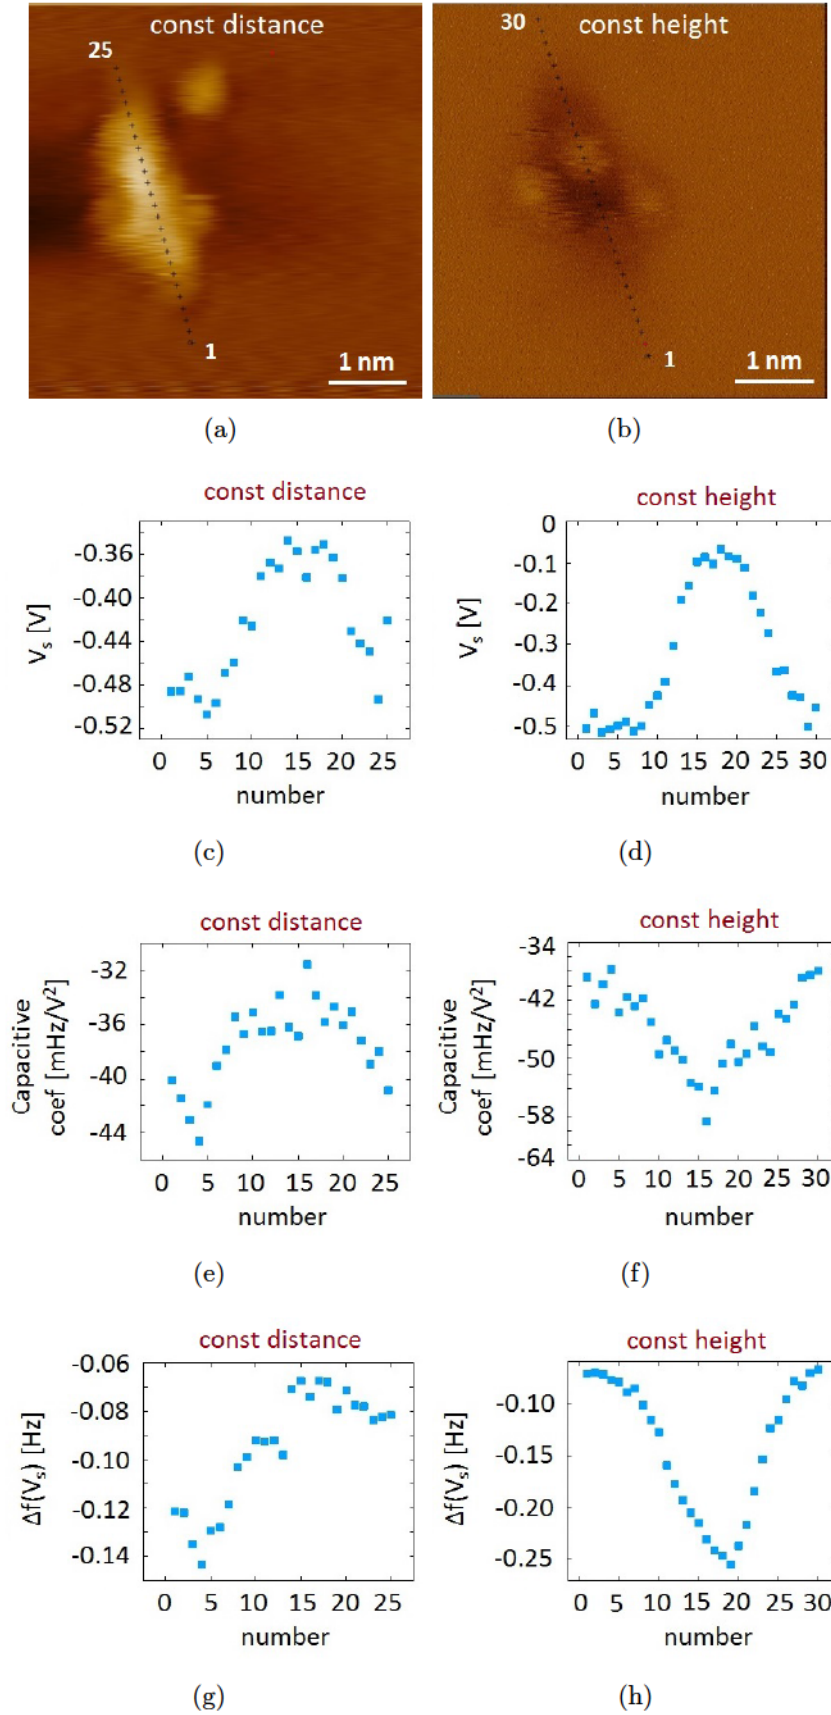 const distance
25
1
1 nm
(a)
const height
30
1
1 nm
(b)
const distance
Vs [V]
-0.36
-0.40
-0.44
-0.48
-0.52
0 5 10 15 20 25
number
(c)
const height
Vs [V]
0
-0.1
-0.2
-0.3
-0.4
-0.5
0 5 10 15 20 25 30
number
(d)
const distance
Capacitive
coef [mHz/V²]
-32
-36
-40
-44
0 5 10 15 20 25
number
(e)
const height
Capacitive
coef [mHz/V²]
-34
-42
-50
-58
-64
0 5 10 15 20 25 30
number
(f)
const distance
Δf(Vs) [Hz]
-0.06
-0.08
-0.10
-0.12
-0.14
0 5 10 15 20 25
number
(g)
const height
Δf(Vs) [Hz]
-0.10
-0.15
-0.20
-0.25
0 5 10 15 20 25 30
number
(h)